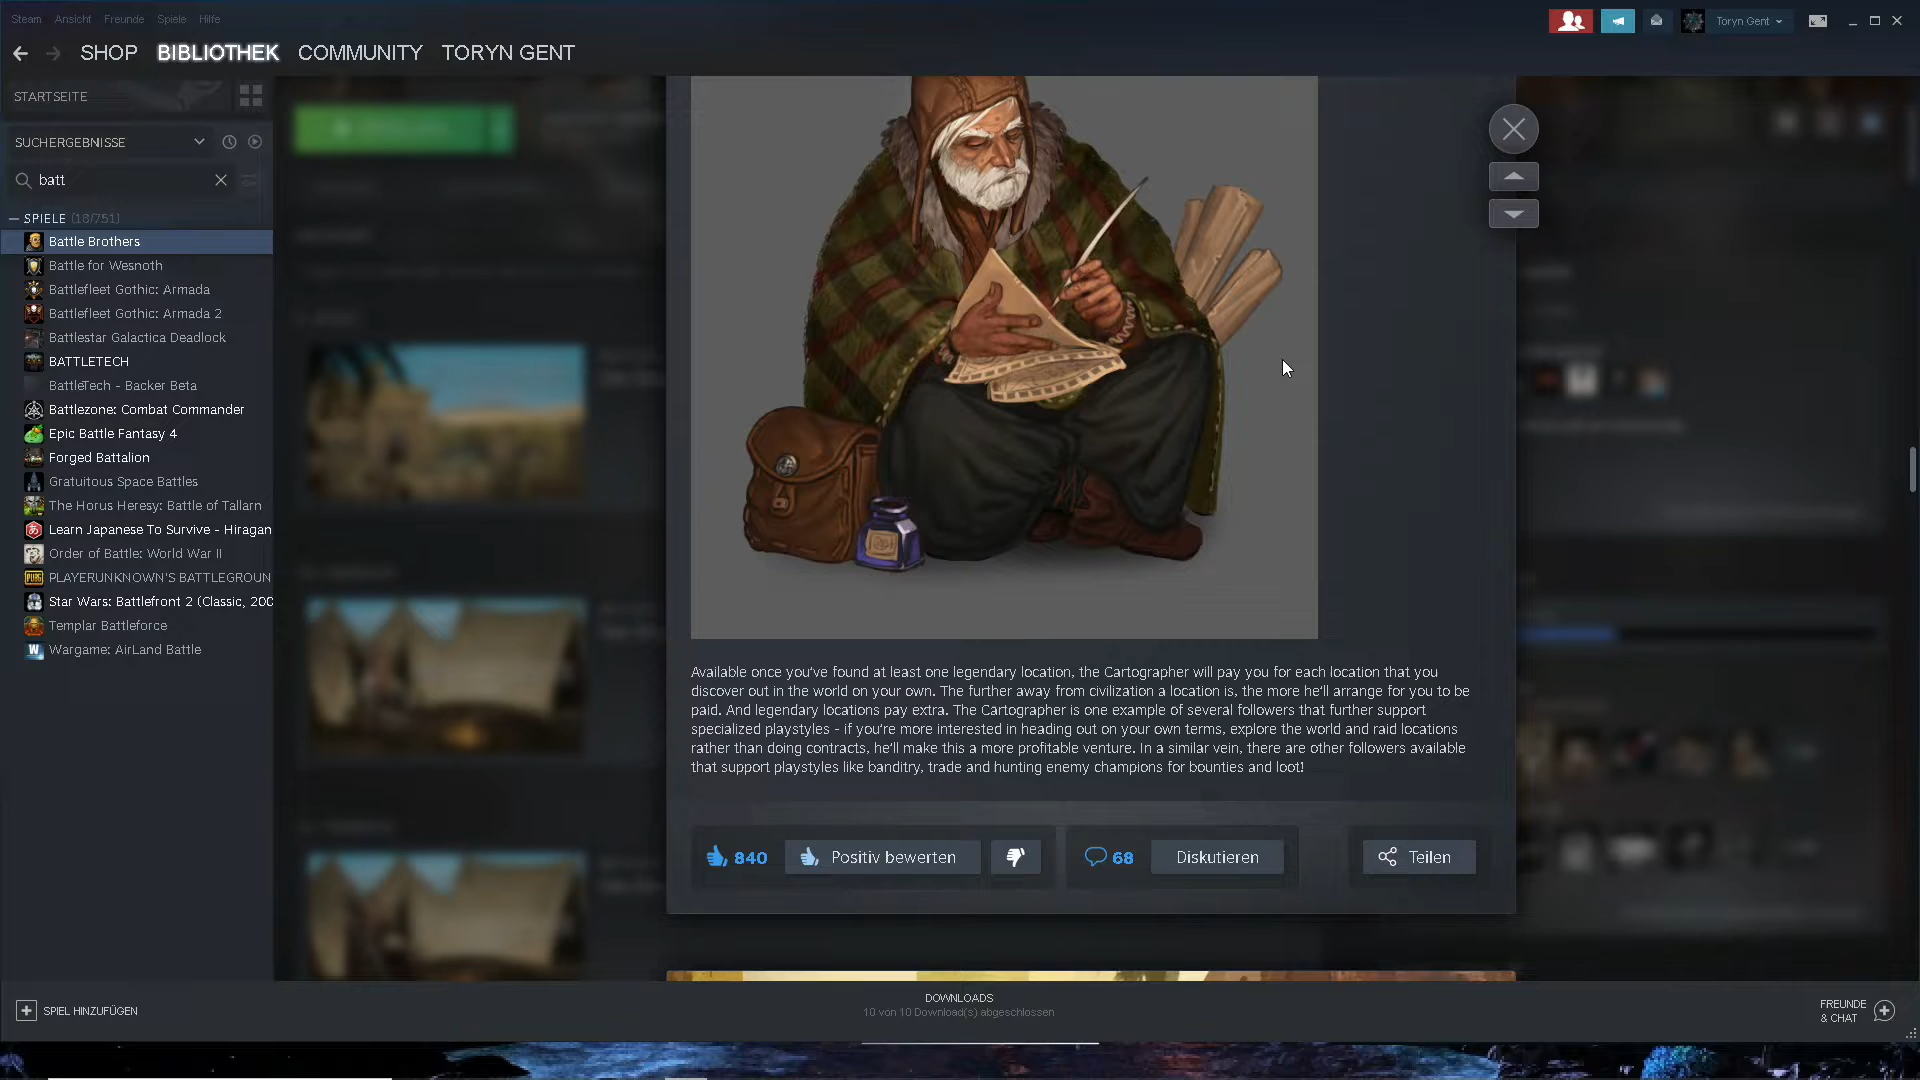 Steam Ansicht Freunde Spiele Hilfe
Toryn Gent
SHOP BIBLIOTHEK COMMUNITY TORYN GENT
STARTSEITE
SUCHERGEBNISSE
batt
SPIELE (18/751)
Battle Brothers
Battle for Wesnoth
Battlefleet Gothic: Armada
Battlefleet Gothic: Armada 2
Battlestar Galactica Deadlock
BATTLETECH
BattleTech - Backer Beta
Battlezone: Combat Commander
Epic Battle Fantasy 4
Forged Battalion
Gratuitous Space Battles
The Horus Heresy: Battle of Tallarn
Learn Japanese To Survive - Hiragan
Order of Battle: World War II
PLAYERUNKNOWN'S BATTLEGROUN
Star Wars: Battlefront 2 (Classic, 200
Templar Battleforce
Wargame: AirLand Battle
Available once you've found at least one legendary location, the Cartographer will pay you for each location that you
discover out in the world on your own. The further away from civilization a location is, the more he'll arrange for you to be
paid. And legendary locations pay extra. The Cartographer is one example of several followers that further support
specialized playstyles - if you're more interested in heading out on your own terms, explore the world and raid locations
rather than doing contracts, he'll make this a more profitable venture. In a similar vein, there are other followers available
that support playstyles like banditry, trade and hunting enemy champions for bounties and loot!
840 Positiv bewerten 68 Diskutieren Teilen
SPIEL HINZUFÜGEN
DOWNLOADS
10 von 10 Download(s) abgeschlossen
FREUNDE
& CHAT